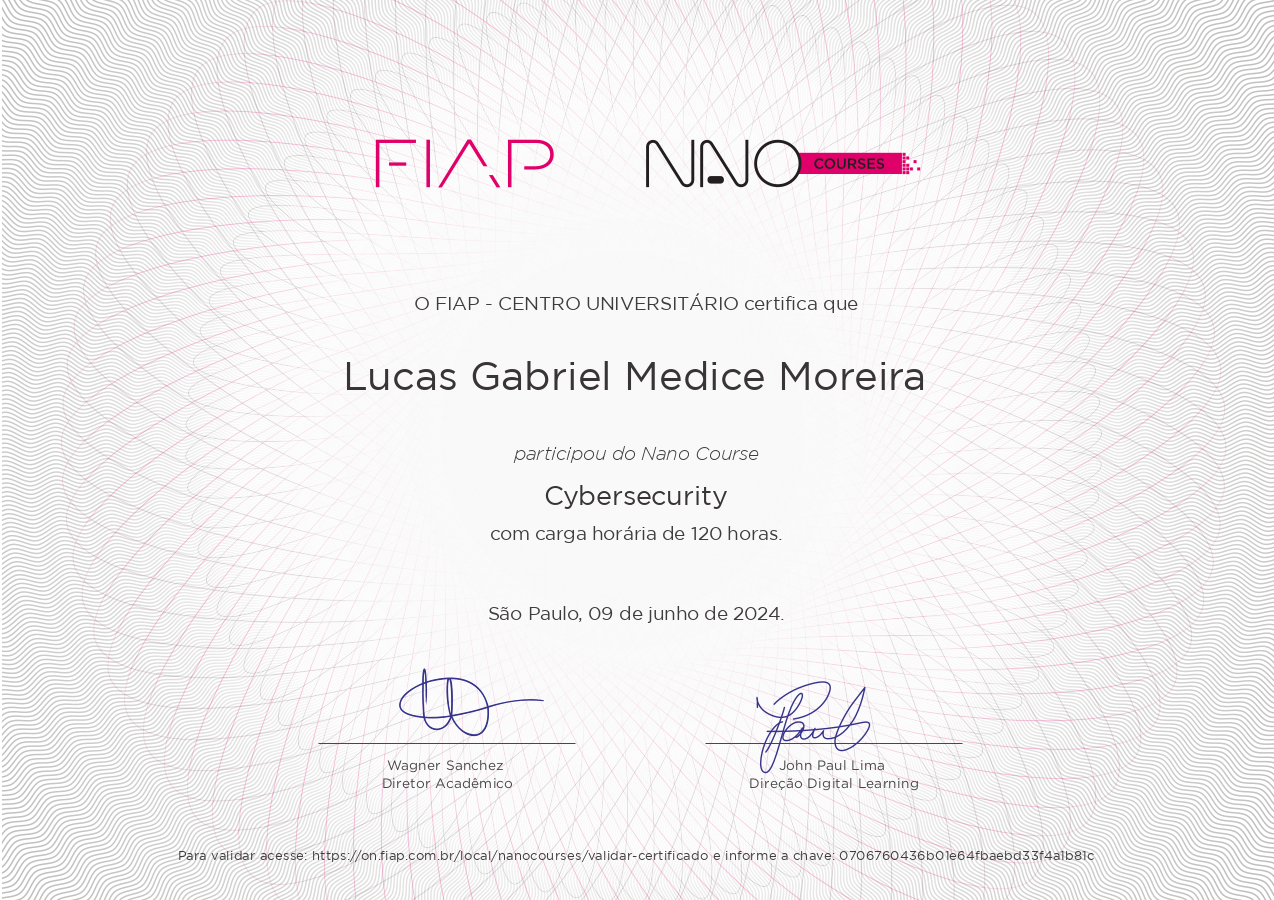 FIAP NANO COURSES
O FIAP - CENTRO UNIVERSITÁRIO certifica que
Lucas Gabriel Medice Moreira
participou do Nano Course
Cybersecurity
com carga horária de 120 horas.
São Paulo, 09 de junho de 2024.
Wagner Sanchez
Diretor Acadêmico
John Paul Lima
Direção Digital Learning
Para validar acesse: https://on.fiap.com.br/local/nanocourses/validar-certificado e informe a chave: 0706760436b01e64fbaebd33f4a1b81c